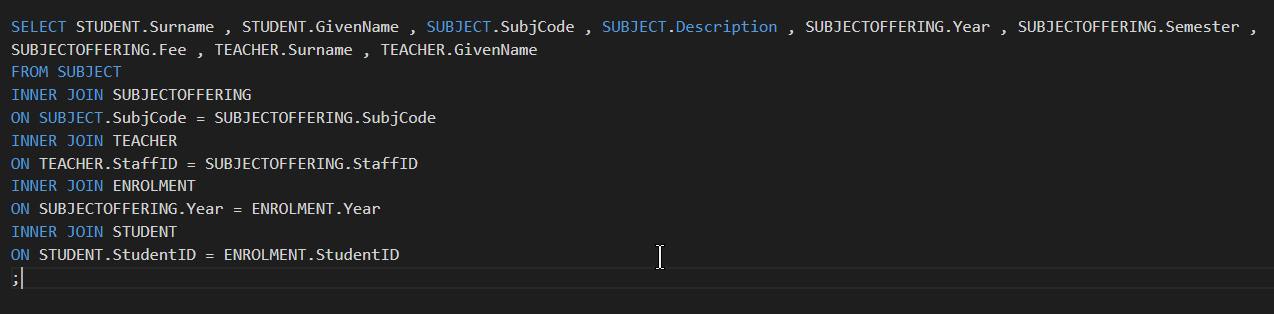 SELECT STUDENT.Surname , STUDENT.GivenName , SUBJECT.SubjCode , SUBJECT.Description , SUBJECTOFFERING.Year , SUBJECTOFFERING.Semester ,
SUBJECTOFFERING.Fee , TEACHER.Surname , TEACHER.GivenName
FROM SUBJECT
INNER JOIN SUBJECTOFFERING
ON SUBJECT.SubjCode = SUBJECTOFFERING.SubjCode
INNER JOIN TEACHER
ON TEACHER.StaffID = SUBJECTOFFERING.StaffID
INNER JOIN ENROLMENT
ON SUBJECTOFFERING.Year = ENROLMENT.Year
INNER JOIN STUDENT
ON STUDENT.StudentID = ENROLMENT.StudentID
;